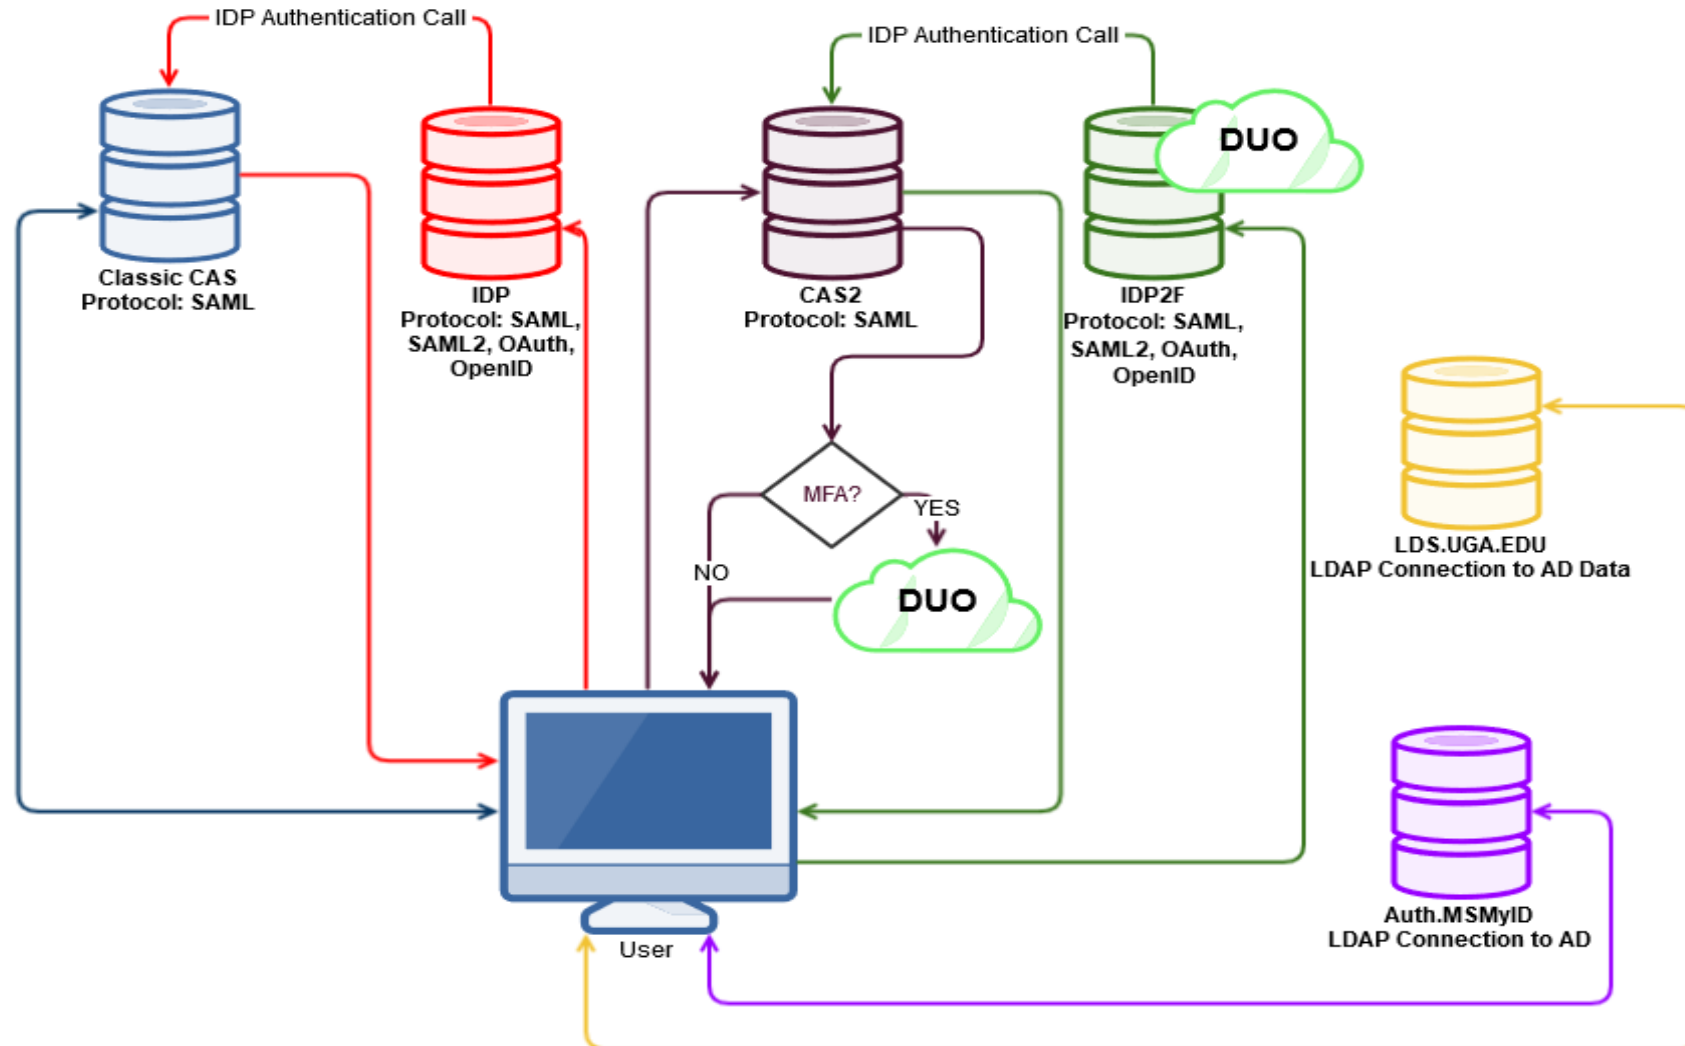 IDP Authentication Call
IDP Authentication Call
DUO
Classic CAS
Protocol: SAML
IDP
Protocol: SAML,
SAML2, OAuth,
OpenID
CAS2
Protocol: SAML
IDP2F
Protocol: SAML,
SAML2, OAuth,
OpenID
MFA?
YES
NO
DUO
LDS.UGA.EDU
LDAP Connection to AD Data
Auth.MSMyID
LDAP Connection to AD
User